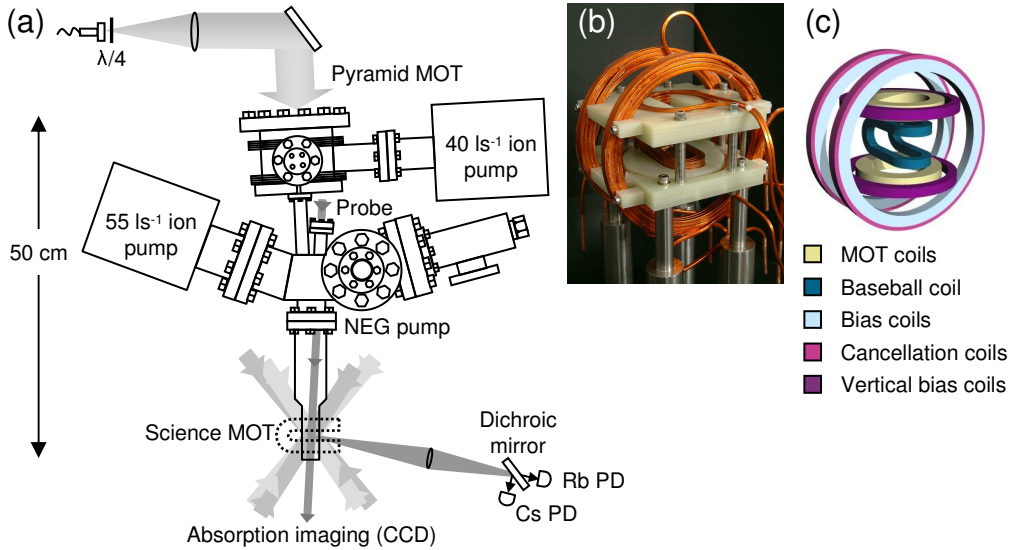 (a)
λ/4
Pyramid MOT
40 ls⁻¹ ion
pump
Probe
55 ls⁻¹ ion
pump
50 cm
NEG pump
Science MOT
Dichroic
mirror
Rb PD
Cs PD
Absorption imaging (CCD)
(b)
(c)
MOT coils
Baseball coil
Bias coils
Cancellation coils
Vertical bias coils